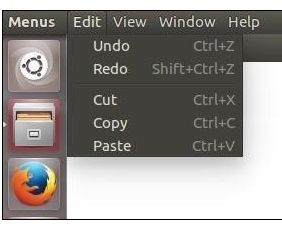 Menus Edit View Window Help
Undo Ctrl+Z
Redo Shift+Ctrl+Z
Cut Ctrl+X
Copy Ctrl+C
Paste Ctrl+V